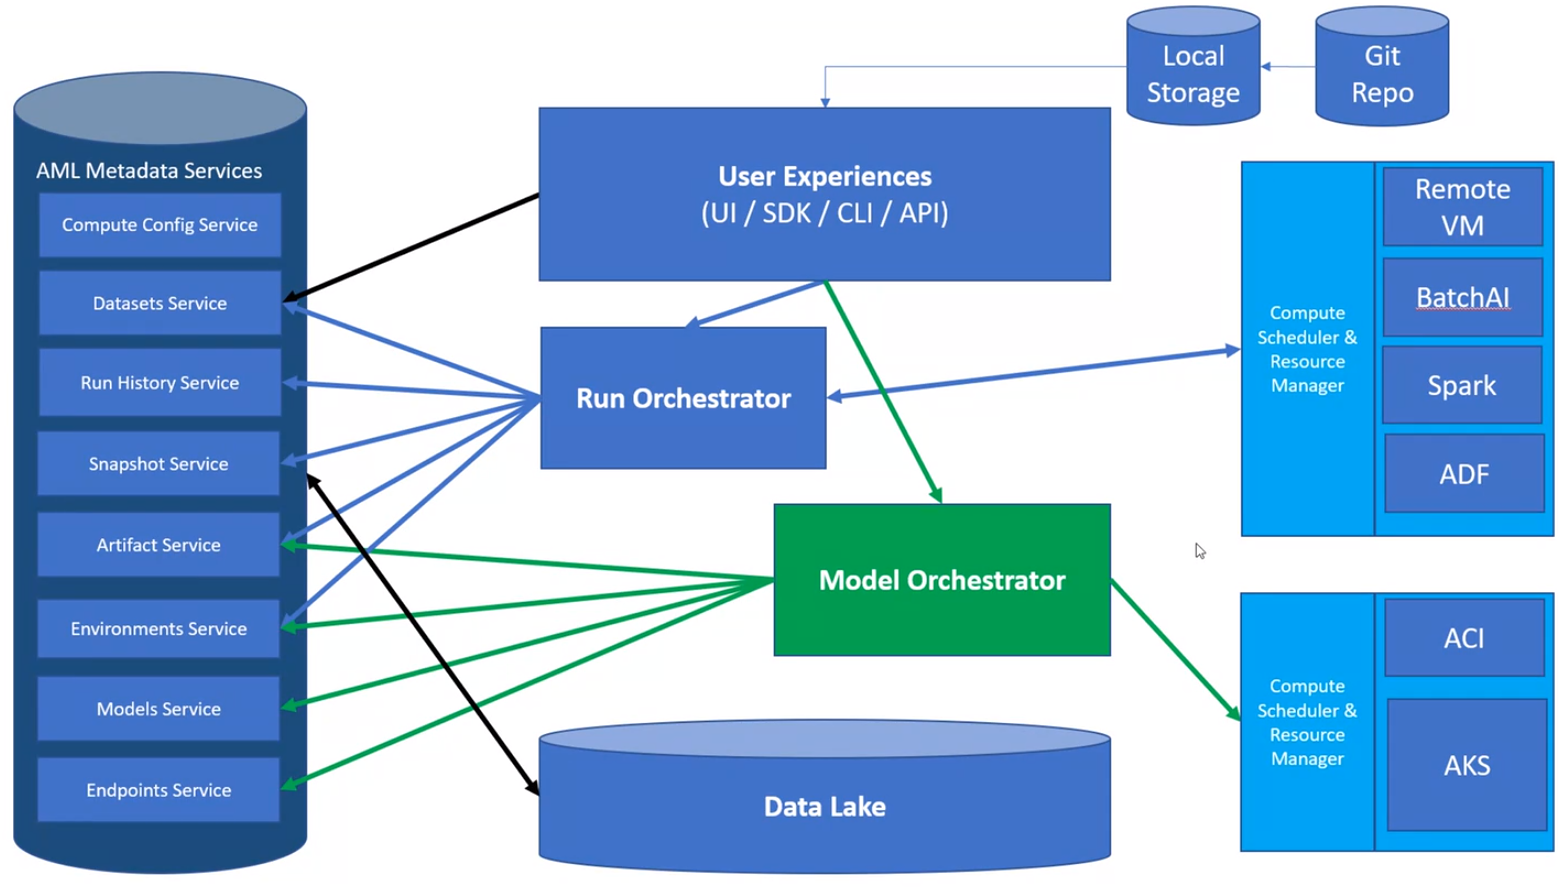 Local
Storage
Git
Repo
AML Metadata Services
Compute Config Service
Datasets Service
Run History Service
Snapshot Service
Artifact Service
Environments Service
Models Service
Endpoints Service
User Experiences
(UI / SDK / CLI / API)
Run Orchestrator
Model Orchestrator
Data Lake
Compute
Scheduler &
Resource
Manager
Remote
VM
BatchAI
Spark
ADF
Compute
Scheduler &
Resource
Manager
ACI
AKS